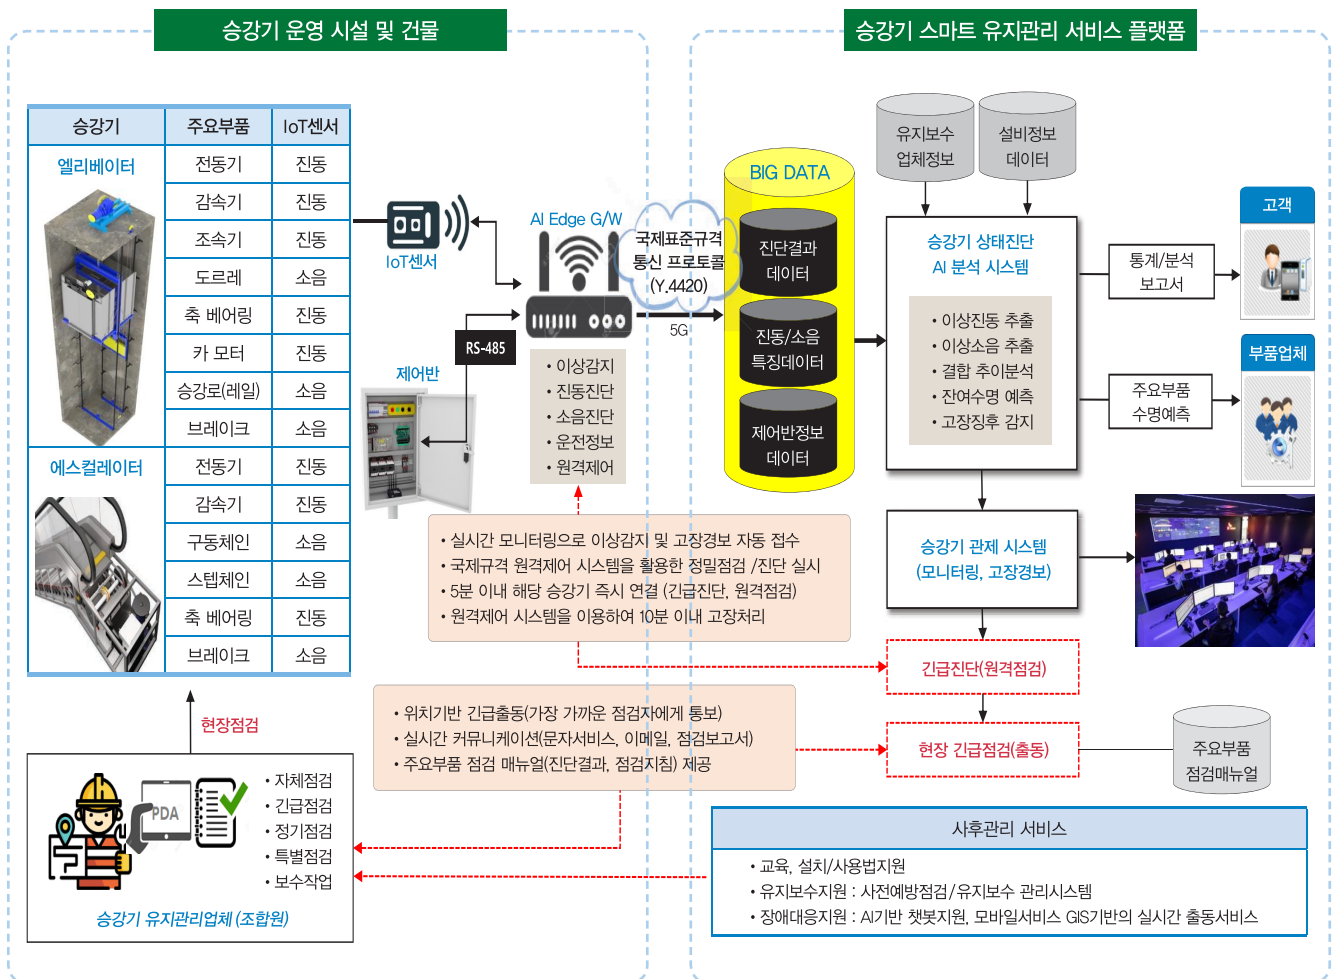 승강기 운영 시설 및 건물
승강기 스마트 유지관리 서비스 플랫폼
승강기 주요부품 IoT센서
엘리베이터
전동기 진동
감속기 진동
조속기 진동
도르레 소음
축 베어링 진동
카 모터 진동
승강로(레일) 소음
브레이크 소음
에스컬레이터
전동기 진동
감속기 진동
구동체인 소음
스텝체인 소음
축 베어링 진동
브레이크 소음
IoT센서
AI Edge G/W
RS-485
제어반
• 이상감지
• 진동진단
• 소음진단
• 운전정보
• 원격제어
국제표준규격
통신 프로토콜
(Y.4420)
5G
BIG DATA
진단결과
데이터
진동/소음
특징데이터
제어반정보
데이터
유지보수
업체정보
설비정보
데이터
승강기 상태진단
AI 분석 시스템
• 이상진동 추출
• 이상소음 추출
• 결합 추이분석
• 잔여수명 예측
• 고장징후 감지
통계/분석
보고서
고객
주요부품
수명예측
부품업체
승강기 관제 시스템
(모니터링, 고장경보)
• 실시간 모니터링으로 이상감지 및 고장경보 자동 접수
• 국제규격 원격제어 시스템을 활용한 정밀점검 /진단 실시
• 5분 이내 해당 승강기 즉시 연결 (긴급진단, 원격점검)
• 원격제어 시스템을 이용하여 10분 이내 고장처리
긴급진단(원격점검)
• 위치기반 긴급출동(가장 가까운 점검자에게 통보)
• 실시간 커뮤니케이션(문자서비스, 이메일, 점검보고서)
• 주요부품 점검 매뉴얼(진단결과, 점검지침) 제공
현장 긴급점검(출동)
주요부품
점검매뉴얼
현장점검
PDA
• 자체점검
• 긴급점검
• 정기점검
• 특별점검
• 보수작업
승강기 유지관리업체 (조합원)
사후관리 서비스
• 교육, 설치/사용법지원
• 유지보수지원 : 사전예방점검/유지보수 관리시스템
• 장애대응지원 : AI기반 챗봇지원, 모바일서비스 GIS기반의 실시간 출동서비스